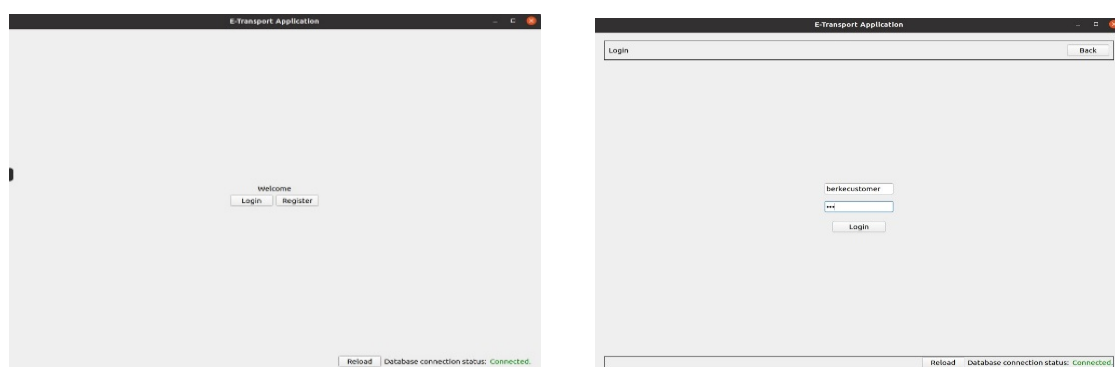 E-Transport Application
Welcome
Login Register
Reload Database connection status: Connected.
E-Transport Application
Login Back
berkecustomer
•••
Login
Reload Database connection status: Connected.